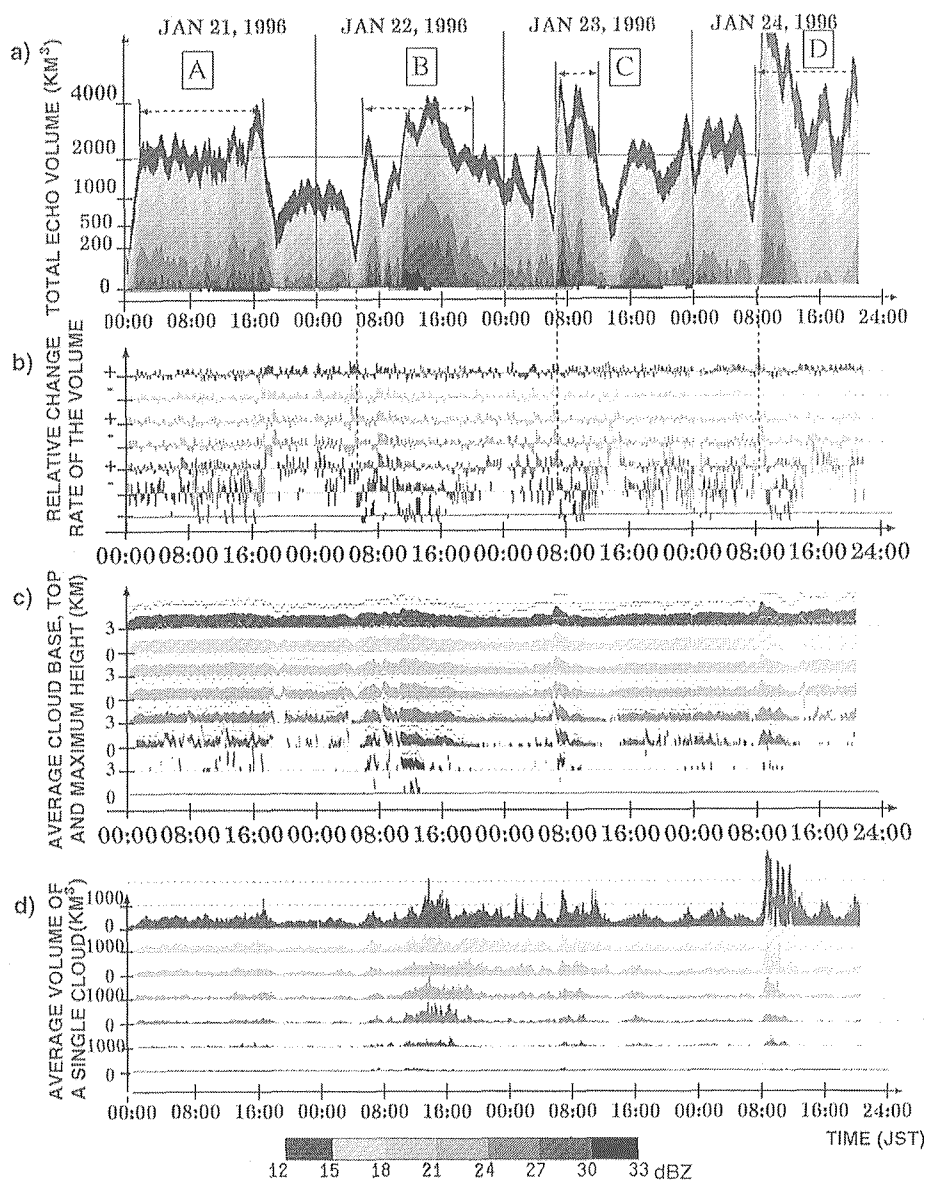 JAN 21, 1996 JAN 22, 1996 JAN 23, 1996 JAN 24, 1996
a)
A B C D
TOTAL ECHO VOLUME (KM³)
4000
2000
1000
500
200
0
00:00 08:00 16:00 00:00 08:00 16:00 00:00 08:00 16:00 00:00 08:00 16:00 24:00
b)
RELATIVE CHANGE
RATE OF THE VOLUME
+
-
+
-
+
-
00:00 08:00 16:00 00:00 08:00 16:00 00:00 08:00 16:00 00:00 08:00 16:00 24:00
c)
AVERAGE CLOUD BASE, TOP
AND MAXIMUM HEIGHT (KM)
3
0
3
0
3
0
3
0
00:00 08:00 16:00 00:00 08:00 16:00 00:00 08:00 16:00 00:00 08:00 16:00 24:00
d)
AVERAGE VOLUME OF
A SINGLE CLOUD (KM³)
1000
0
1000
0
1000
0
1000
0
00:00 08:00 16:00 00:00 08:00 16:00 00:00 08:00 16:00 00:00 08:00 16:00 24:00
TIME (JST)
12 15 18 21 24 27 30 33 dBZ